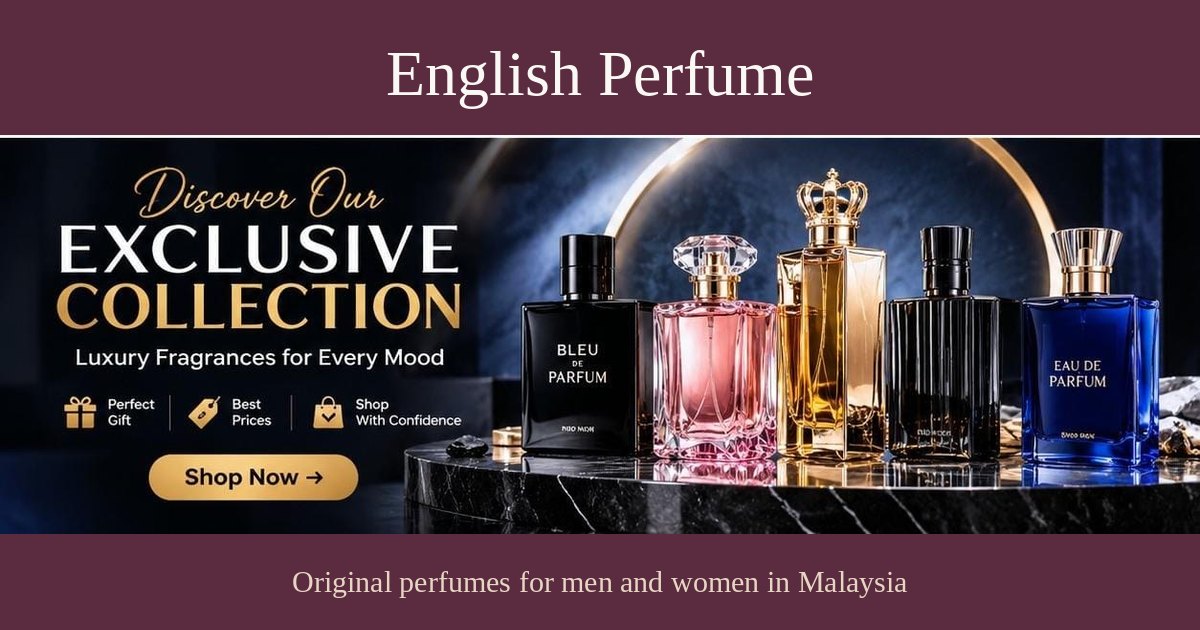 English Perfume
Discover Our
EXCLUSIVE
COLLECTION
Luxury Fragrances for Every Mood
Perfect
Gift
Best
Prices
Shop
With Confidence
Shop Now →
BLEU
DE
PARFUM
EAU DE
PARFUM
Original perfumes for men and women in Malaysia